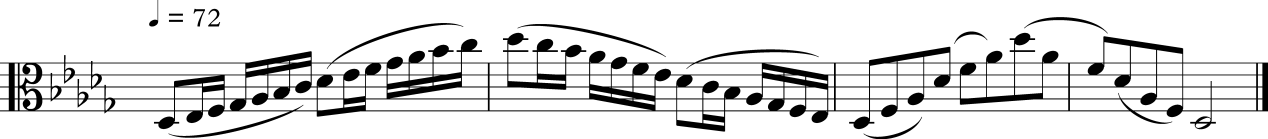 ♩ = 72